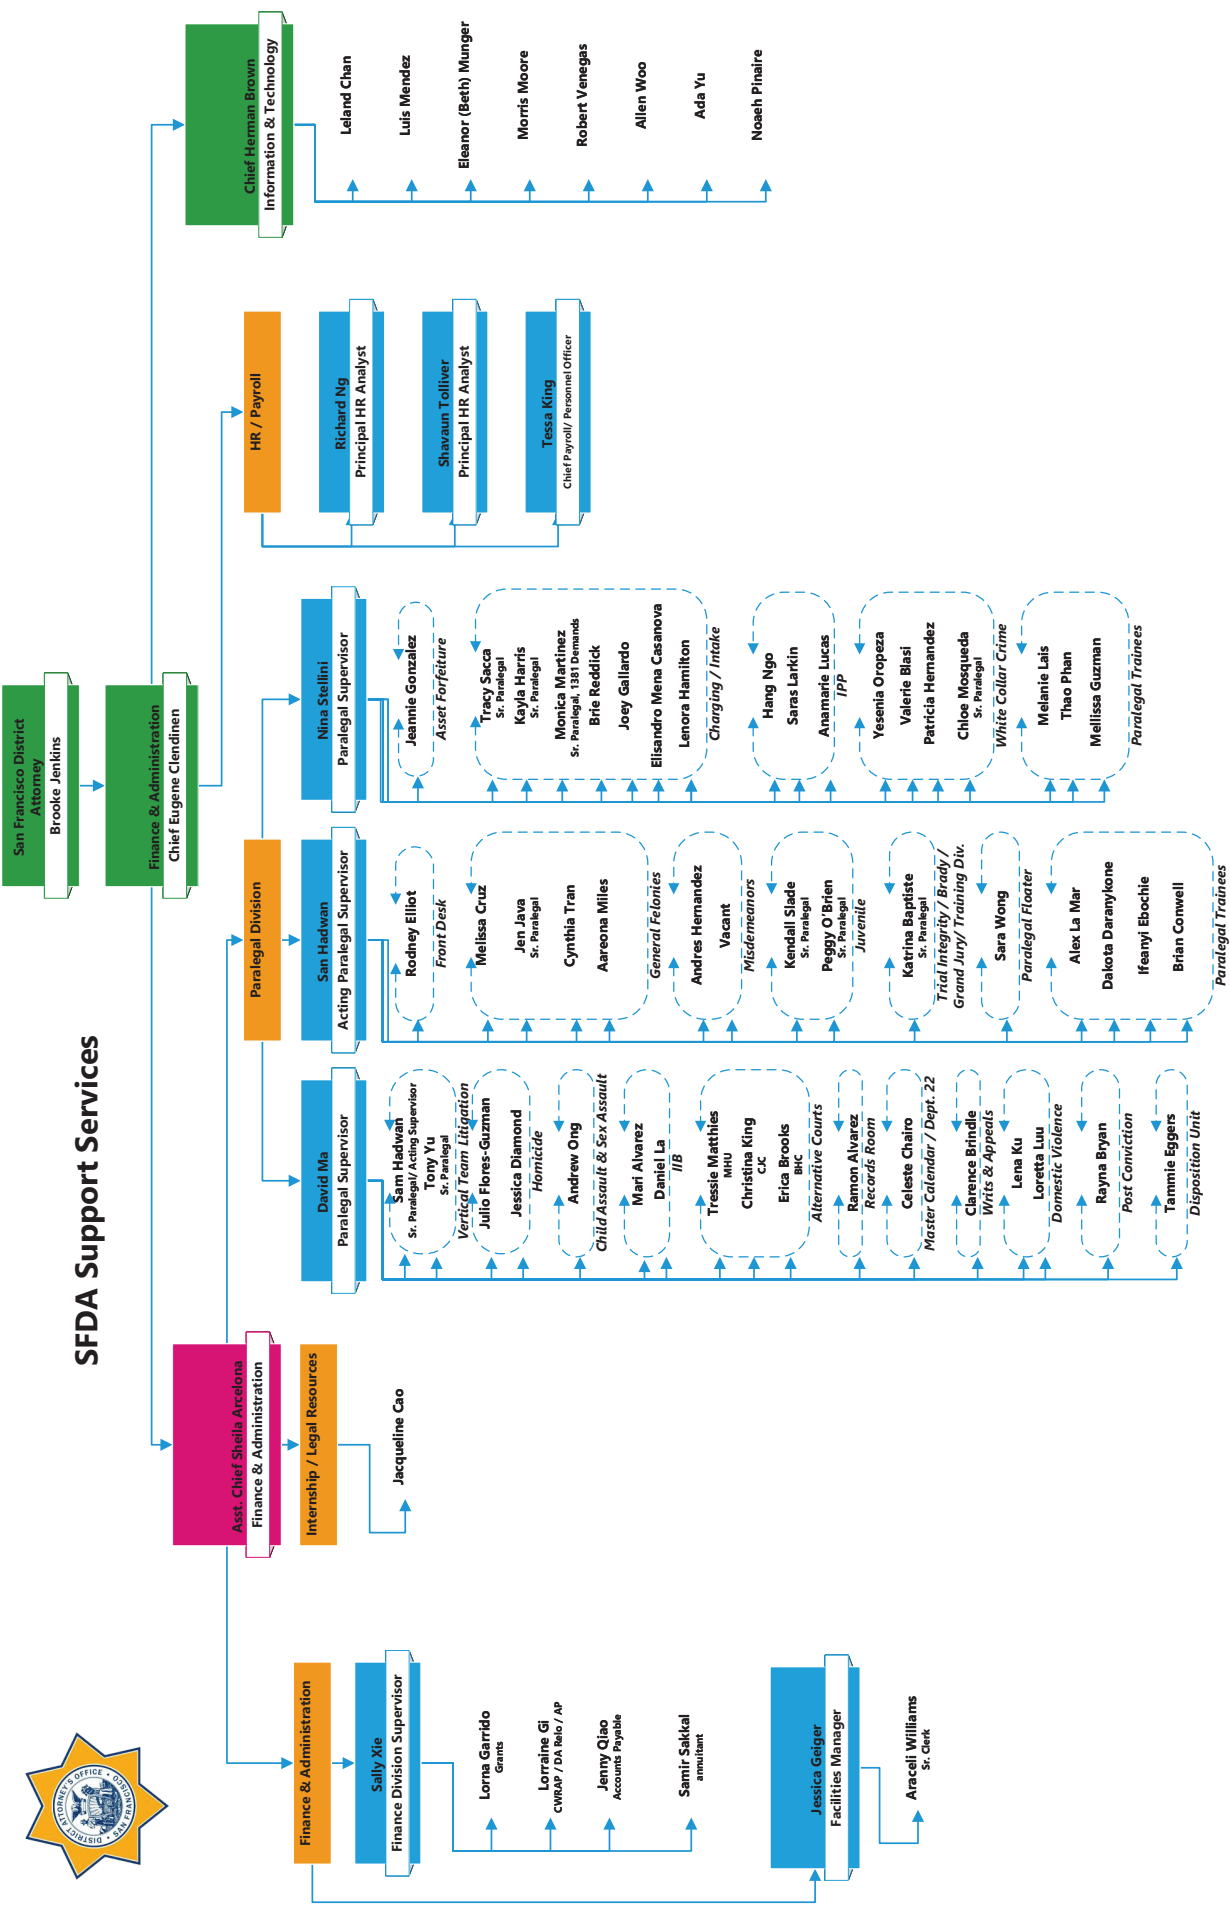 SFDA Support Services
DISTRICT ATTORNEY'S OFFICE
SAN FRANCISCO
San Francisco District
Attorney
Brooke Jenkins
Finance & Administration
Chief Eugene Clendinen
Asst. Chief Sheila Arcelona
Finance & Administration
Chief Herman Brown
Information & Technology
Finance & Administration
Sally Xie
Finance Division Supervisor
Lorna Garrido
Grants
Lorraine Gi
CWRAP / DA Relo / AP
Jenny Qiao
Accounts Payable
Samir Sakkal
annuitant
Jessica Geiger
Facilities Manager
Araceli Williams
Sr. Clerk
Internship / Legal Resources
Jacqueline Cao
Paralegal Division
David Ma
Paralegal Supervisor
Sam Hadwan
Sr. Paralegal/ Acting Supervisor
Tony Yu
Sr. Paralegal
Vertical Team Litigation
Julio Flores-Guzman
Jessica Diamond
Homicide
Andrew Ong
Child Assault & Sex Assault
Mari Alvarez
Daniel La
IIB
Tressie Matthies
MHU
Christina King
CJC
Erica Brooks
BHC
Alternative Courts
Ramon Alvarez
Records Room
Celeste Chairo
Master Calendar / Dept. 22
Clarence Brindle
Writs & Appeals
Lena Ku
Loretta Luu
Domestic Violence
Rayna Bryan
Post Conviction
Tammie Eggers
Disposition Unit
San Hadwan
Acting Paralegal Supervisor
Rodney Elliot
Front Desk
Melissa Cruz
Jen Java
Sr. Paralegal
Cynthia Tran
Aareona Miles
General Felonies
Andres Hernandez
Vacant
Misdemeanors
Kendall Slade
Sr. Paralegal
Peggy O'Brien
Sr. Paralegal
Juvenile
Katrina Baptiste
Sr. Paralegal
Trial Integrity / Brady /
Grand Jury/ Training Div.
Sara Wong
Paralegal Floater
Alex La Mar
Dakota Daranykone
Ifeanyi Ebochie
Brian Conwell
Paralegal Trainees
Nina Stellini
Paralegal Supervisor
Jeannie Gonzalez
Asset Forfeiture
Tracy Sacca
Sr. Paralegal
Kayla Harris
Sr. Paralegal
Monica Martinez
Sr. Paralegal, 1381 Demands
Brie Reddick
Joey Gallardo
Elisandro Mena Casanova
Lenora Hamilton
Charging / Intake
Hang Ngo
Saras Larkin
Anamarie Lucas
IPP
Yesenia Oropeza
Valerie Blasi
Patricia Hernandez
Chloe Mosqueda
Sr. Paralegal
White Collar Crime
Melanie Lais
Thao Phan
Mellissa Guzman
Paralegal Trainees
HR / Payroll
Richard Ng
Principal HR Analyst
Shavaun Tolliver
Principal HR Analyst
Tessa King
Chief Payroll/ Personnel Officer
Leland Chan
Luis Mendez
Eleanor (Beth) Munger
Morris Moore
Robert Venegas
Allen Woo
Ada Yu
Noaeh Pinaire